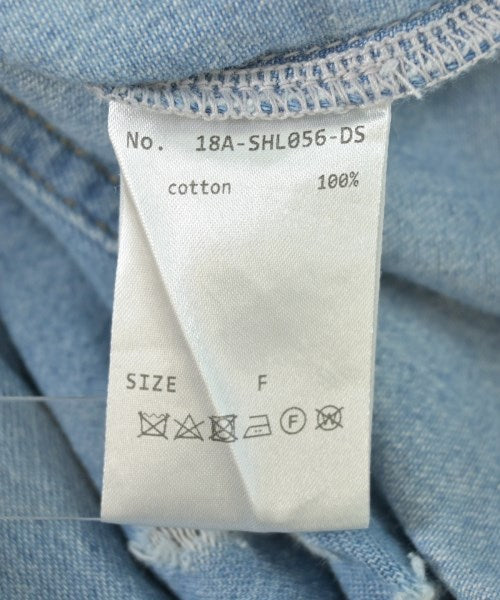 No. 18A-SHL056-DS
cotton 100%
SIZE F
F W